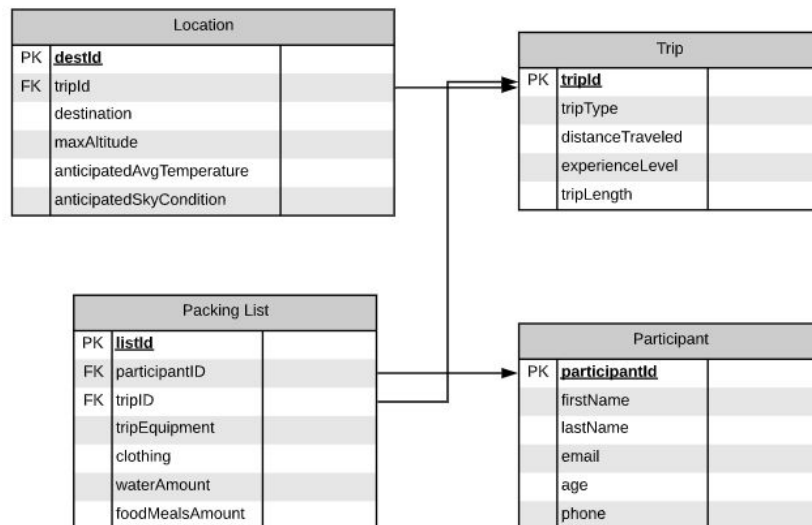 Location
PK destId
FK tripId
destination
maxAltitude
anticipatedAvgTemperature
anticipatedSkyCondition
Trip
PK tripId
tripType
distanceTraveled
experienceLevel
tripLength
Packing List
PK listId
FK participantID
FK tripID
tripEquipment
clothing
waterAmount
foodMealsAmount
Participant
PK participantId
firstName
lastName
email
age
phone